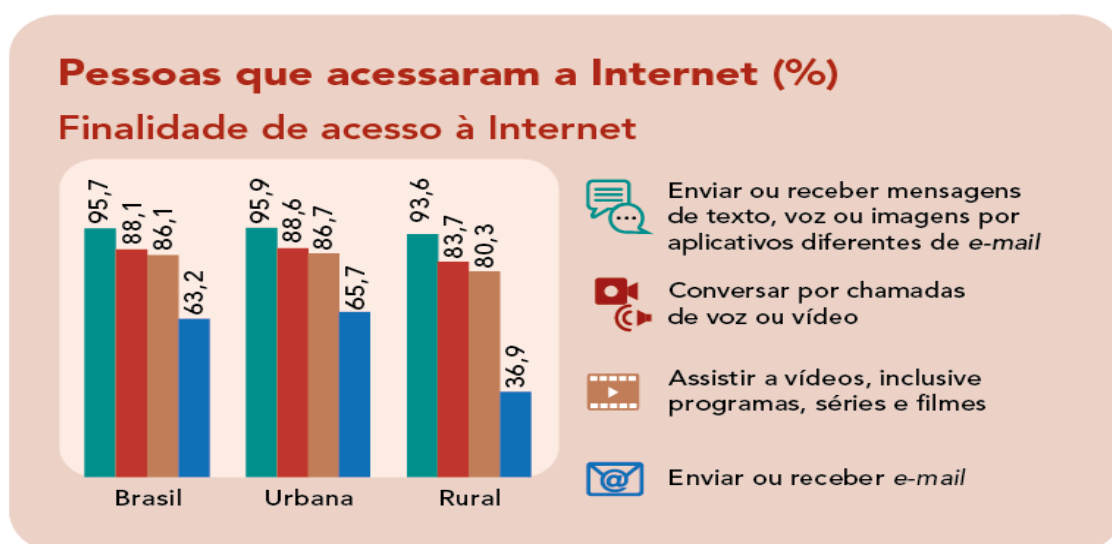 Pessoas que acessaram a Internet (%)
Finalidade de acesso à Internet
95,7
88,1
86,1
63,2
95,9
88,6
86,7
65,7
93,6
83,7
80,3
36,9
Brasil
Urbana
Rural
Enviar ou receber mensagens
de texto, voz ou imagens por
aplicativos diferentes de e-mail
Conversar por chamadas
de voz ou vídeo
Assistir a vídeos, inclusive
programas, séries e filmes
@
Enviar ou receber e-mail